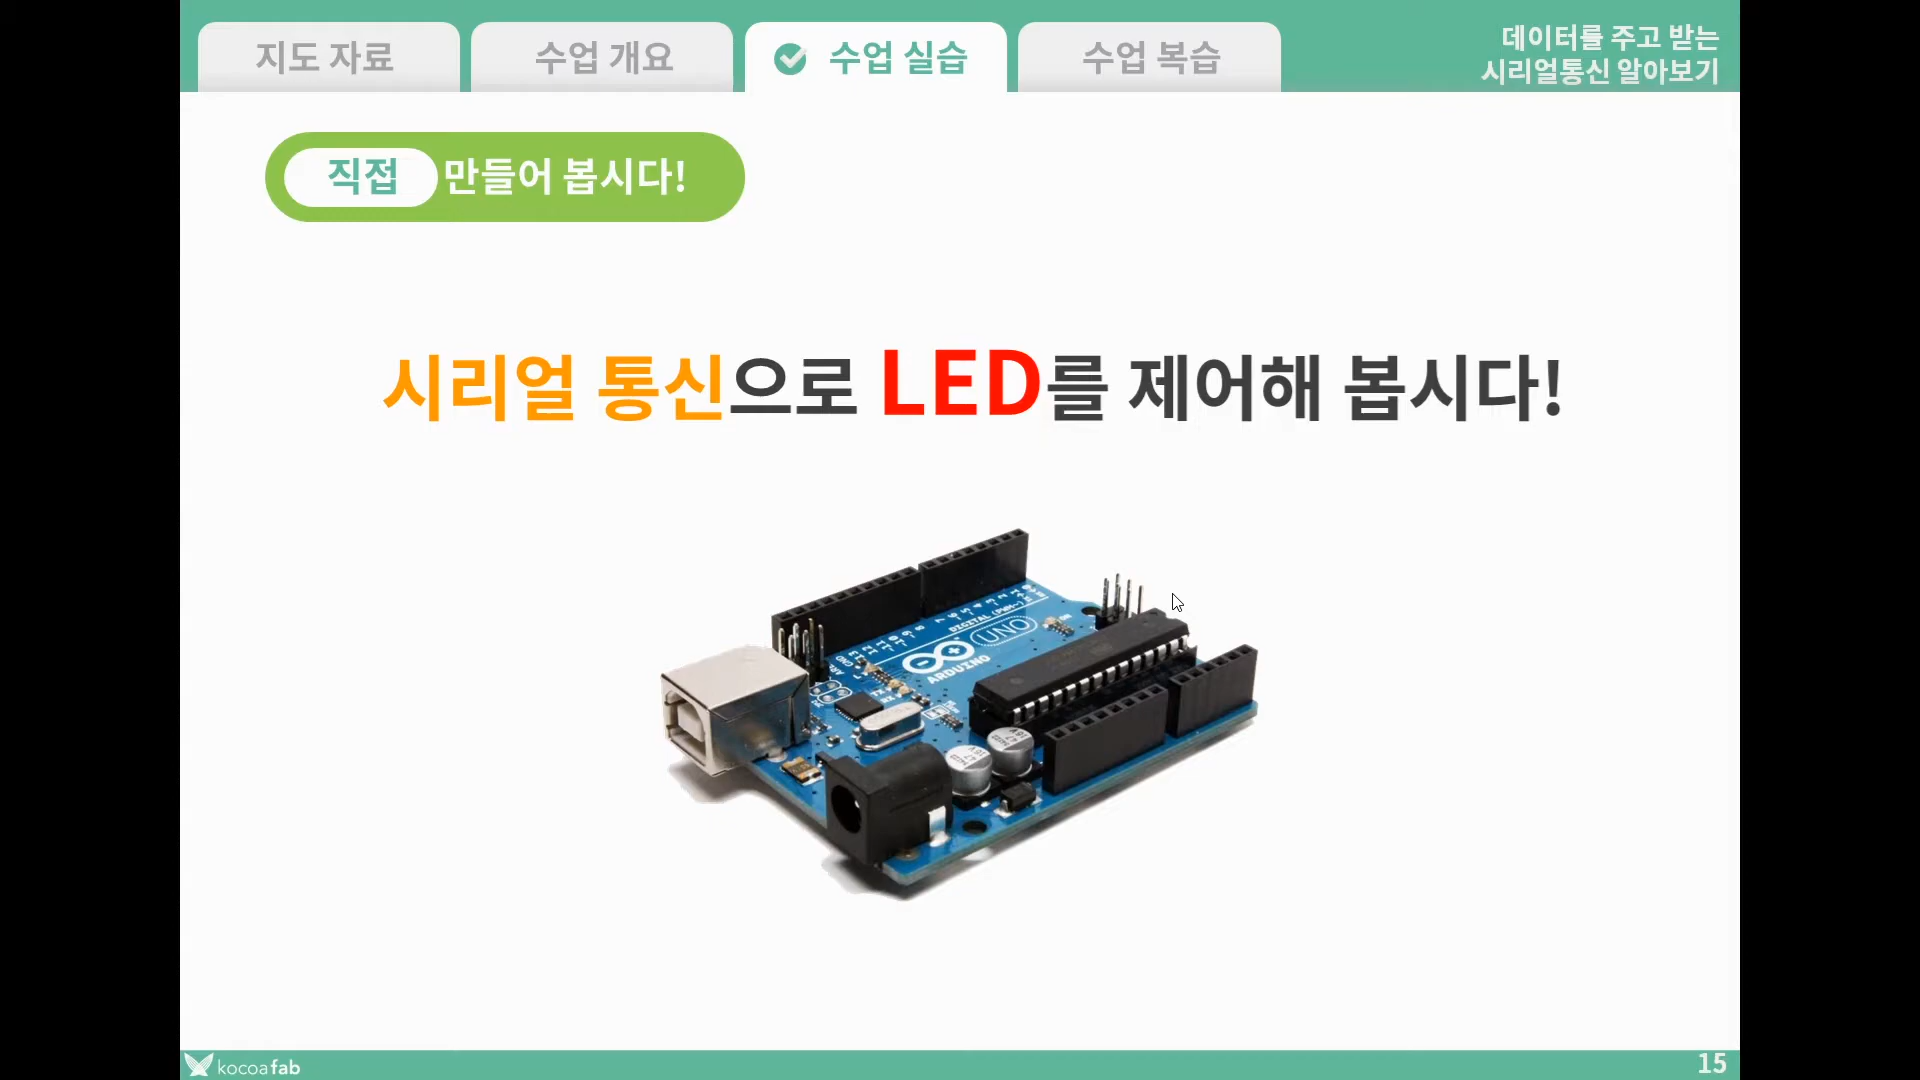 지도 자료
수업 개요
수업 실습
수업 복습
데이터를 주고 받는
시리얼통신 알아보기
직접 만들어 봅시다!
시리얼 통신으로 LED를 제어해 봅시다!
DIGITAL (PWM~)
UNO
ARDUINO
kocoafab
15